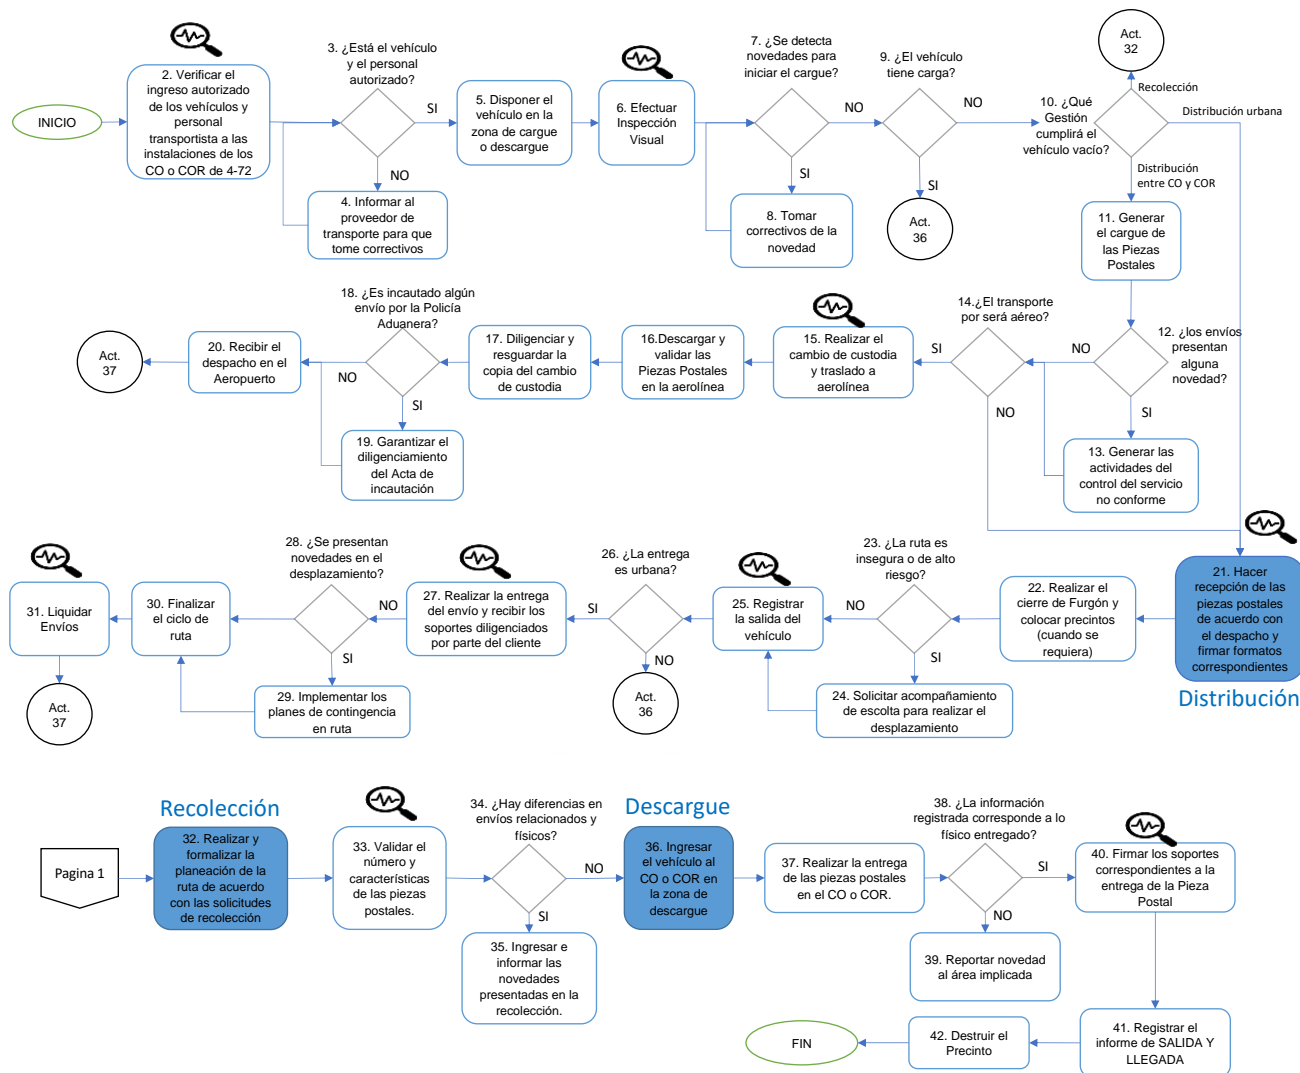 INICIO
2. Verificar el
ingreso autorizado
de los vehículos y
personal
transportista a las
instalaciones de los
CO o COR de 4-72
3. ¿Está el vehículo
y el personal
autorizado?
SI
NO
4. Informar al
proveedor de
transporte para que
tome correctivos
5. Disponer el
vehículo en la
zona de cargue
o descargue
6. Efectuar
Inspección
Visual
7. ¿Se detecta
novedades para
iniciar el cargue?
NO
SI
8. Tomar
correctivos de la
novedad
9. ¿El vehículo
tiene carga?
NO
SI
Act.
36
10. ¿Qué
Gestión
cumplirá el
vehículo vacío?
Act.
32
Recolección
Distribución urbana
Distribución
entre CO y COR
11. Generar
el cargue de
las Piezas
Postales
12. ¿los envíos
presentan
alguna
novedad?
NO
SI
13. Generar las
actividades del
control del servicio
no conforme
14.¿El transporte
por será aéreo?
SI
NO
15. Realizar el
cambio de custodia
y traslado a
aerolínea
16.Descargar y
validar las
Piezas Postales
en la aerolínea
17. Diligenciar y
resguardar la
copia del cambio
de custodia
18. ¿Es incautado algún
envío por la Policía
Aduanera?
NO
SI
19. Garantizar el
diligenciamiento
del Acta de
incautación
20. Recibir el
despacho en el
Aeropuerto
Act.
37
21. Hacer
recepción de las
piezas postales
de acuerdo con
el despacho y
firmar formatos
correspondientes
Distribución
22. Realizar el
cierre de Furgón y
colocar precintos
(cuando se
requiera)
23. ¿La ruta es
insegura o de alto
riesgo?
NO
SI
24. Solicitar acompañamiento
de escolta para realizar el
desplazamiento
25. Registrar
la salida del
vehículo
26. ¿La entrega
es urbana?
SI
NO
Act.
36
27. Realizar la entrega
del envío y recibir los
soportes diligenciados
por parte del cliente
28. ¿Se presentan
novedades en el
desplazamiento?
NO
SI
29. Implementar los
planes de contingencia
en ruta
30. Finalizar
el ciclo de
ruta
31. Liquidar
Envíos
Act.
37
Pagina 1
Recolección
32. Realizar y
formalizar la
planeación de la
ruta de acuerdo
con las solicitudes
de recolección
33. Validar el
número y
características de
las piezas
postales.
34. ¿Hay diferencias en
envíos relacionados y
físicos?
NO
SI
35. Ingresar e
informar las
novedades
presentadas en la
recolección.
Descargue
36. Ingresar
el vehículo al
CO o COR en
la zona de
descargue
37. Realizar la entrega
de las piezas postales
en el CO o COR.
38. ¿La información
registrada corresponde a lo
físico entregado?
SI
NO
39. Reportar novedad
al área implicada
40. Firmar los soportes
correspondientes a la
entrega de la Pieza
Postal
41. Registrar el
informe de SALIDA Y
LLEGADA
42. Destruir el
Precinto
FIN